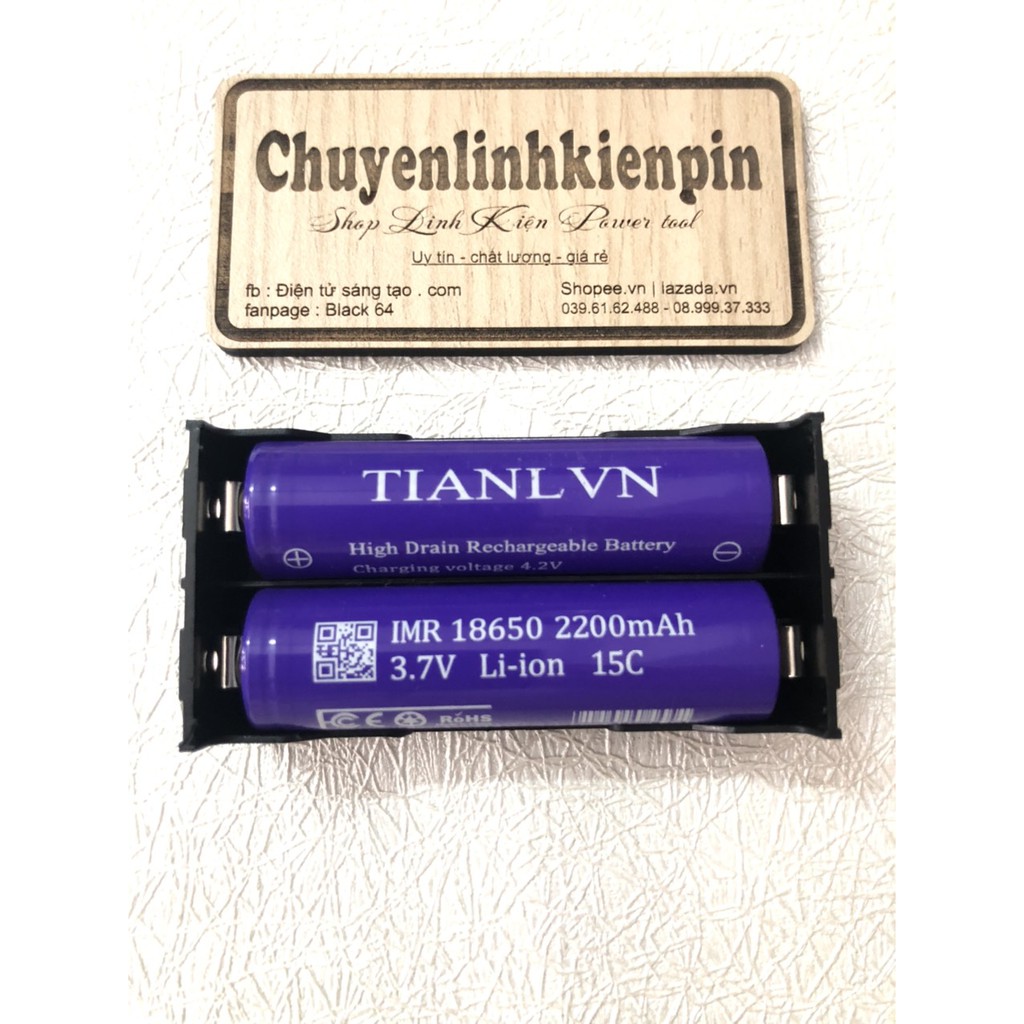 Chuyenlinhkienpin
Shop Linh Kiện Power tool
Uy tín - chất lượng - giá rẻ
fb : Điện tử sáng tạo . com
fanpage : Black 64
Shopee.vn | lazada.vn
039.61.62.488 - 08.999.37.333
TIANLVN
High Drain Rechargeable Battery
Charging voltage 4.2V
IMR 18650 2200mAh
3.7V Li-ion 15C
FC CE RoHS